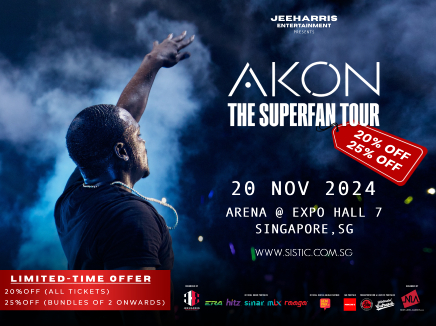 JEEHARRIS
ENTERTAINMENT
PRESENTS
AKON
THE SUPERFAN TOUR
20% OFF
25% OFF
20 NOV 2024
ARENA @ EXPO HALL 7
SINGAPORE,SG
WWW.SISTIC.COM.SG
LIMITED-TIME OFFER
20%OFF (ALL TICKETS)
25%OFF (BUNDLES OF 2 ONWARDS)
ERA hitz sinar mix raaga